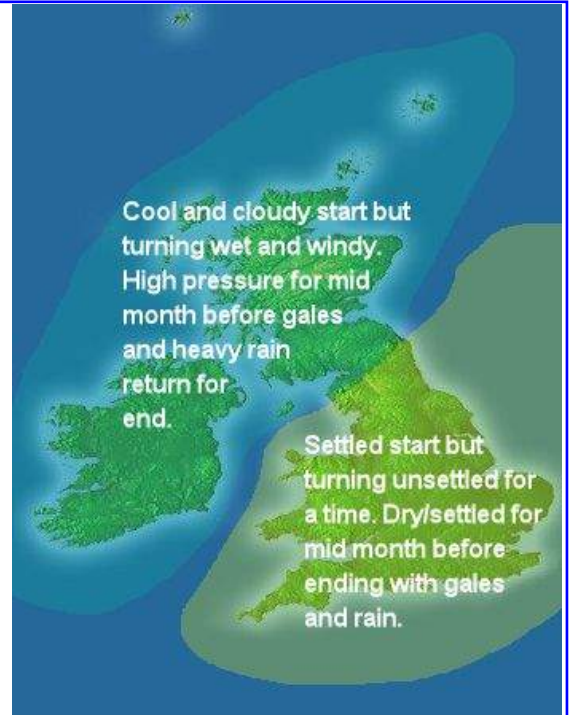 Cool and cloudy start but
turning wet and windy.
High pressure for mid
month before gales
and heavy rain
return for
end.
Settled start but
turning unsettled for
a time. Dry/settled for
mid month before
ending with gales
and rain.